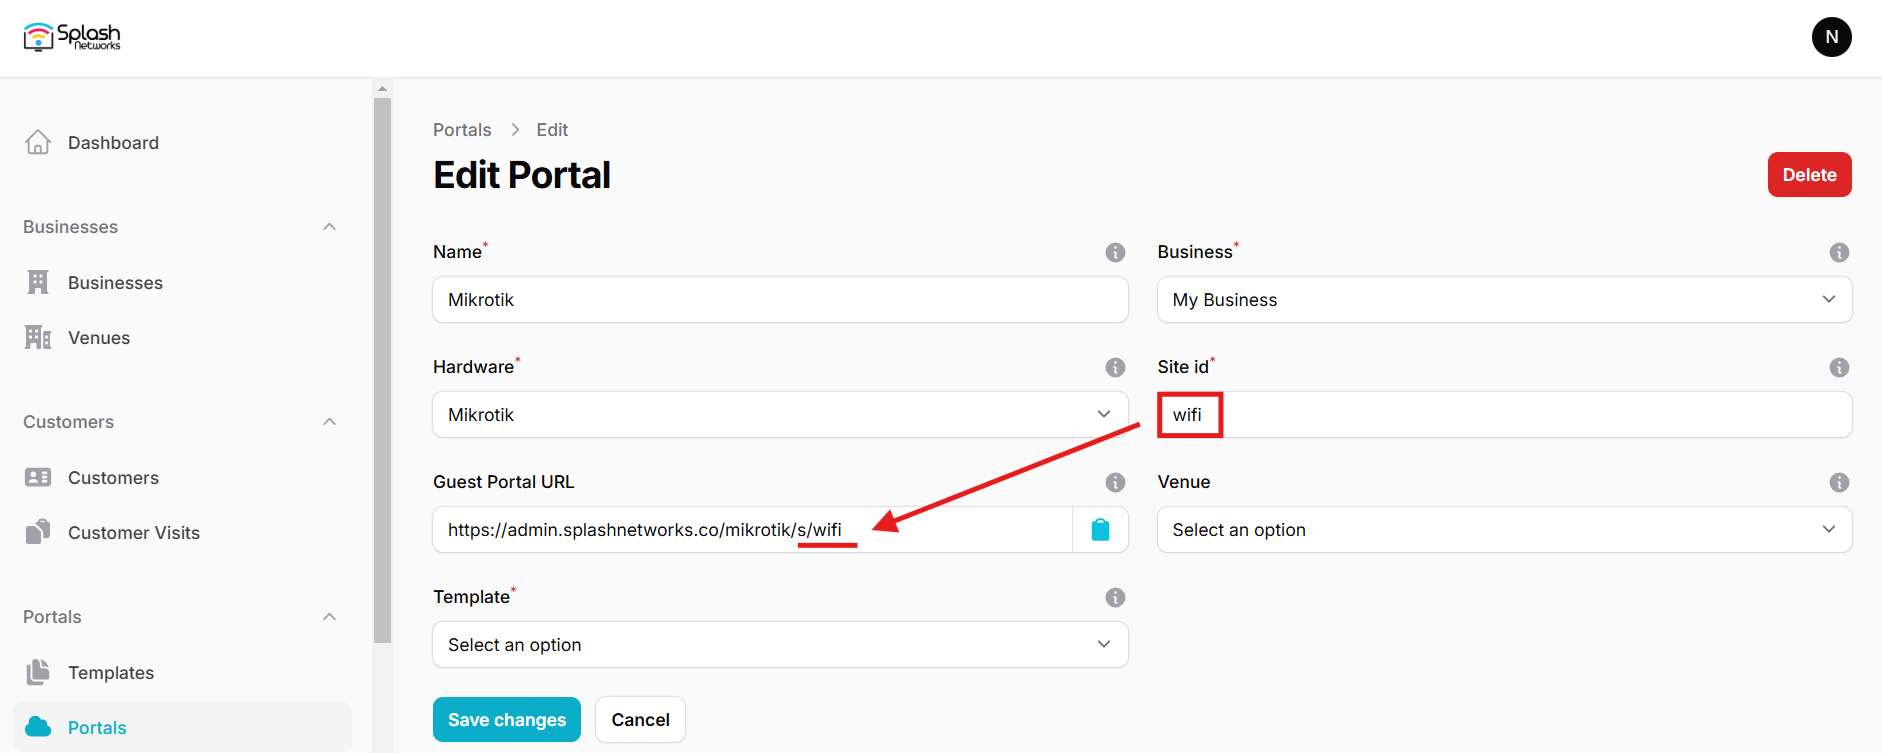 Splash
Networks
N
Dashboard
Businesses
Businesses
Venues
Customers
Customers
Customer Visits
Portals
Templates
Portals
Portals > Edit
Edit Portal
Delete
Name*
Mikrotik
Business*
My Business
Hardware*
Mikrotik
Site id*
wifi
Guest Portal URL
https://admin.splashnetworks.co/mikrotik/s/wifi
Venue
Select an option
Template*
Select an option
Save changes
Cancel